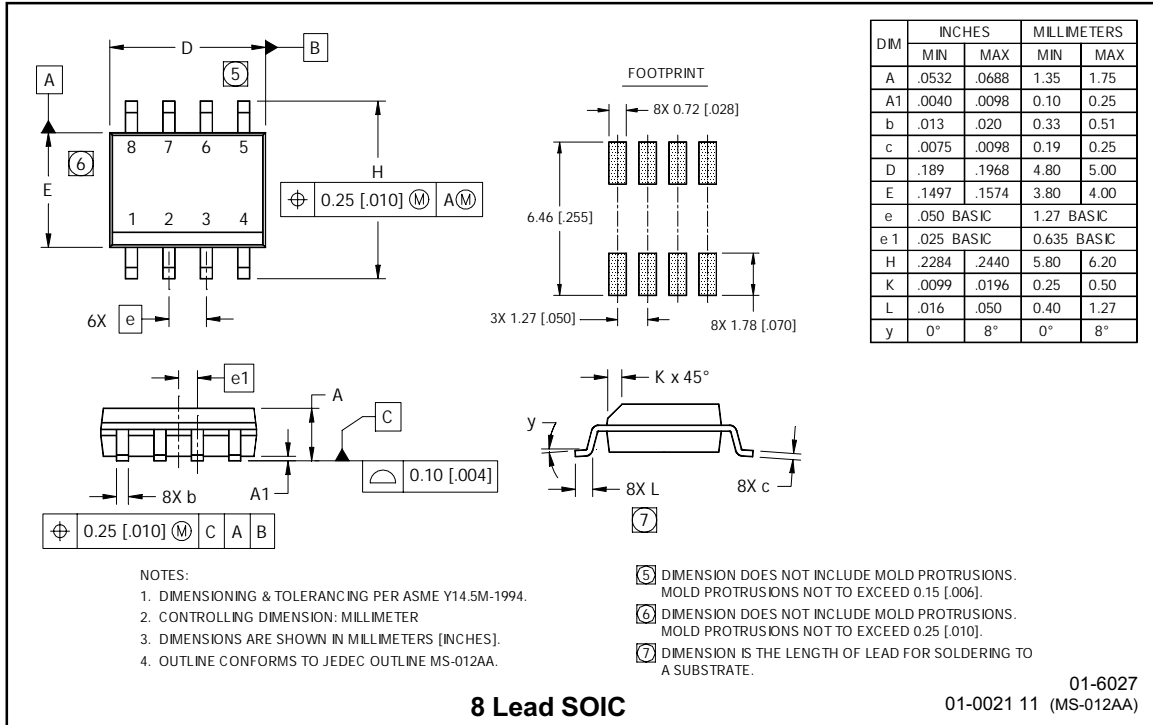 D
B
5
A
8 7 6 5
6
E
H
⌖ 0.25 [.010] Ⓜ AⓂ
1 2 3 4
6X e
FOOTPRINT
8X 0.72 [.028]
6.46 [.255]
3X 1.27 [.050]
8X 1.78 [.070]
DIM INCHES MILLIMETERS
MIN MAX MIN MAX
A .0532 .0688 1.35 1.75
A1 .0040 .0098 0.10 0.25
b .013 .020 0.33 0.51
c .0075 .0098 0.19 0.25
D .189 .1968 4.80 5.00
E .1497 .1574 3.80 4.00
e .050 BASIC 1.27 BASIC
e 1 .025 BASIC 0.635 BASIC
H .2284 .2440 5.80 6.20
K .0099 .0196 0.25 0.50
L .016 .050 0.40 1.27
y 0° 8° 0° 8°
e1
A
C
⌓ 0.10 [.004]
8X b
A1
⌖ 0.25 [.010] Ⓜ C A B
K x 45°
y
8X L
8X c
7
NOTES:
1. DIMENSIONING & TOLERANCING PER ASME Y14.5M-1994.
2. CONTROLLING DIMENSION: MILLIMETER
3. DIMENSIONS ARE SHOWN IN MILLIMETERS [INCHES].
4. OUTLINE CONFORMS TO JEDEC OUTLINE MS-012AA.
5 DIMENSION DOES NOT INCLUDE MOLD PROTRUSIONS.
MOLD PROTRUSIONS NOT TO EXCEED 0.15 [.006].
6 DIMENSION DOES NOT INCLUDE MOLD PROTRUSIONS.
MOLD PROTRUSIONS NOT TO EXCEED 0.25 [.010].
7 DIMENSION IS THE LENGTH OF LEAD FOR SOLDERING TO
A SUBSTRATE.
8 Lead SOIC
01-6027
01-0021 11 (MS-012AA)